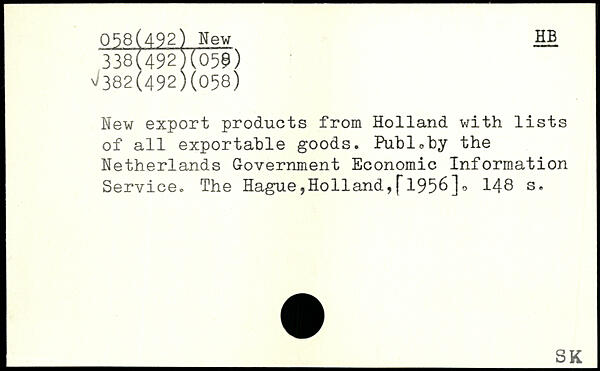 058(492) New
HB
338(492)(058)
√382(492)(058)
New export products from Holland with lists
of all exportable goods. Publ.by the
Netherlands Government Economic Information
Service. The Hague,Holland,[1956]. 148 s.
SK